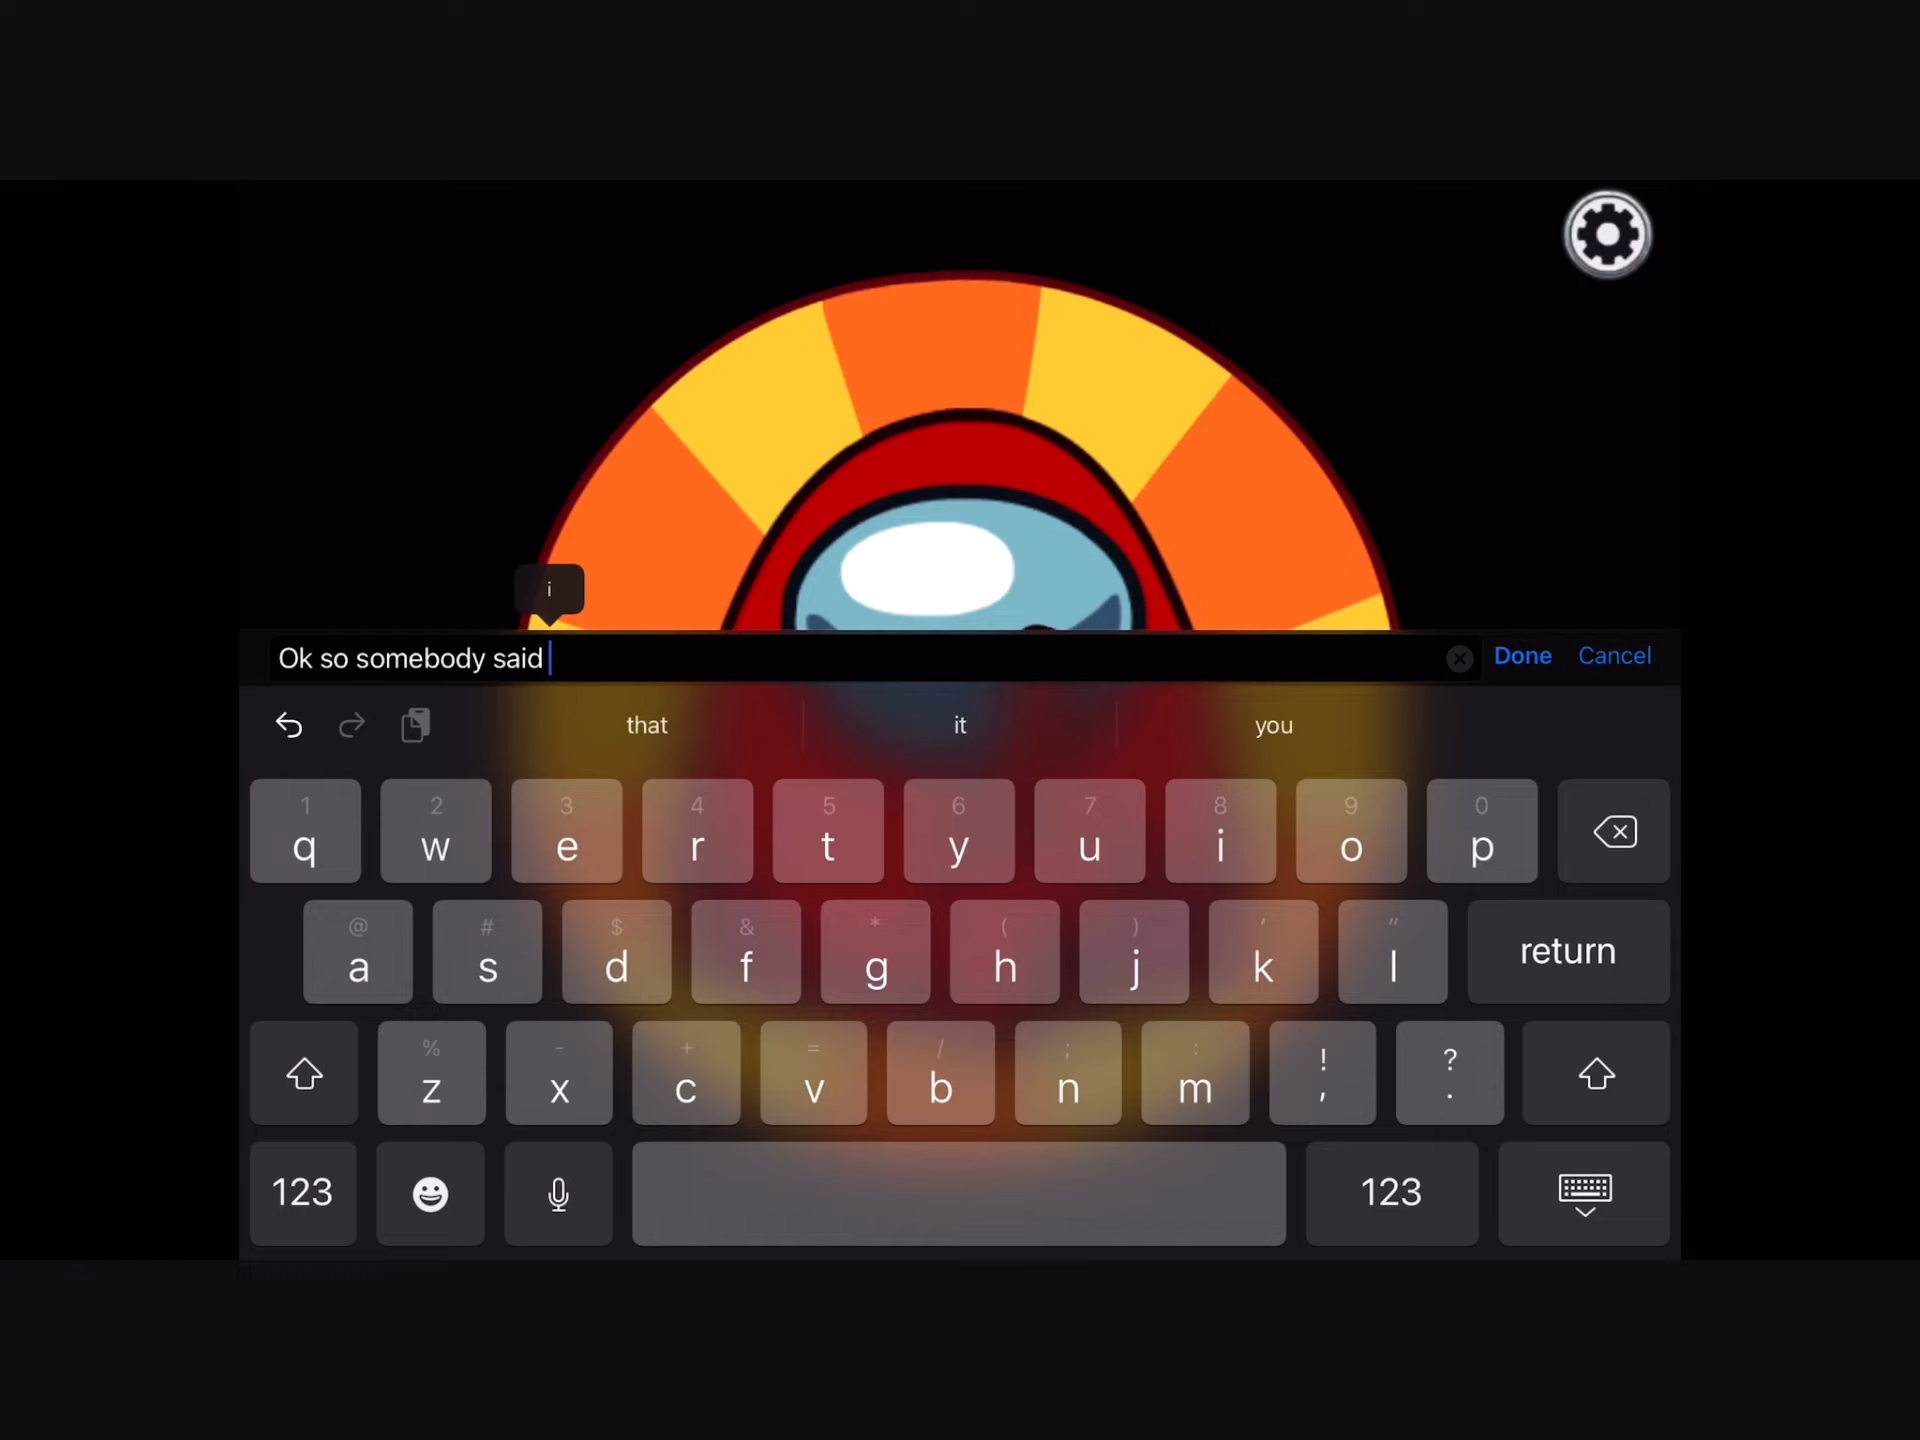 i
Ok so somebody said
Done Cancel
that it you
1 2 3 4 5 6 7 8 9 0
q w e r t y u i o p
@ # $ & * ( ) ' "
a s d f g h j k l return
% - + = / ; : ! ?
z x c v b n m , .
123 123